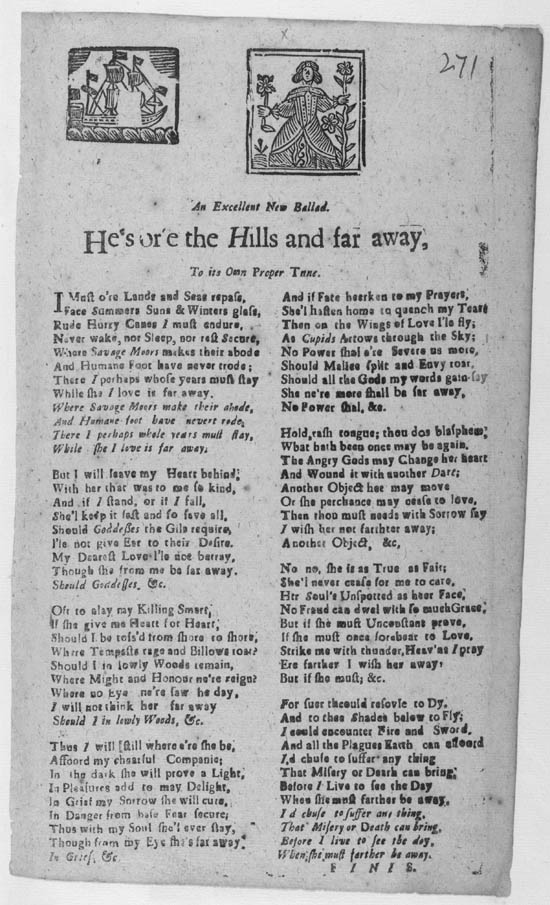 271
An Excellent New Ballad.
He's or'e the Hills and far away,
To its Own Proper Tune.
I Must o're Lands and Seas repass,
Face Summers Suns & Winters glass,
Rude Hurry Canes I must endure,
Never wake, nor Sleep, nor rest Secure,
Where Savage Moors makes their abode
And Humane Foot have never trode;
There I perhaps whose years must stay
While she I love is far away.
Where Savage Moors make their abode,
And Humane foot have nevert rode;
There I perhaps whole years must stay,
While she I love is far away.
But I will leave my Heart behind,
With her that was to me so kind,
And if I stand, or if I fall,
She'l keep it fast and so save all,
Should Goddesses the Gils require,
I'le not give Ear to their Desire.
My Dearest Love I'le not betray,
Though she from me be far away.
Should Goddesses. &c.
Oft to alay my Killing Smart,
If she give me Heart for Heart,
Should I be toss'd from shore to shore,
Where Tempests rage and Billows roar?
Should I in lowly Woods remain,
Where Might and Honour ne're reign?
Where no Eye ne're saw he day,
I will not think her far away
Should I in lowly Woods, &c.
Thus I will still where e're she be,
Affoord my chearful Companie;
In the dark she will prove a Light,
In Pleasures add to may Delight,
In Grief my Sorrow she will cure,
In Danger from base Fear secure;
Thus with my Soul she'l ever stay,
Though from my Eye she's far away.
In Grief, &c.
And if Fate hearken to my Prayers,
She'l hasten home to quench my Tears
Then on the Wings of Love I'le fly;
As Cupids Arrows through the Sky;
No Power shal e're Severe us more,
Should Malice split and Envy roar,
Should all the Gods my words gain-say
She ne're more shall be far away,
No Power shal, &c.
Hold, rash tongue; thou dos blasphem,
What hath been once may be again.
The Angry Gods may Change her heart
And Wound it with another Dart;
Another Object her may move
Or she perchance may cease to love,
Then thou must needs with Sorrow say
I wish her not farther away;
Another Object, &c,
No no, she is as True as Fair;
She'l never cease for me to care,
Her Soul's Unspotted as her Face,
No Fraud can dwel with so much Grace,
But if she must Unconstant prove,
If she must once forebear to Love,
Strike me with thunder, Heav'ns I pray
Ere farther I wish her away:
But if she must; &c.
For suer I would resovle to Dy,
And to thee Shades below to Fly;
I could encounter Fire and Sword,
And all the Plagues Earth can affoord
I,d chuse to suffer any thing
That Misery or Death can bring;
Before I Live to see the Day
When she must farther be away,
I'd chuse to suffer any thing,
That Misery or Death can bring,
Before I live to see the day,
When she must farther be away.
FINIS.